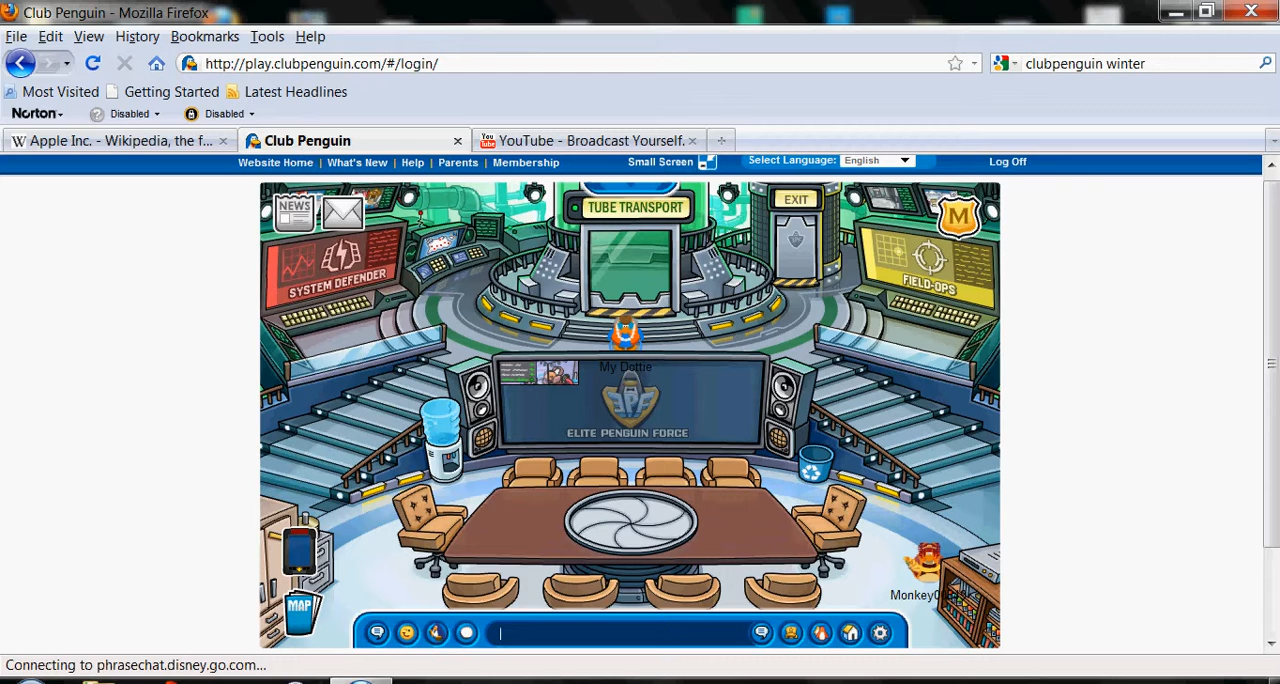 Club Penguin - Mozilla Firefox
File Edit View History Bookmarks Tools Help
http://play.clubpenguin.com/#/login/
clubpenguin winter
Most Visited Getting Started Latest Headlines
Norton Disabled Disabled
Apple Inc. - Wikipedia, the f...
Club Penguin
YouTube - Broadcast Yourself.
Website Home | What's New | Help | Parents | Membership
Small Screen
Select Language: English
Log Off
NEWS
TUBE TRANSPORT
EXIT
M
SYSTEM DEFENDER
FIELD-OPS
My Dottie
EPF
ELITE PENGUIN FORCE
MAP
Connecting to phrasechat.disney.go.com...